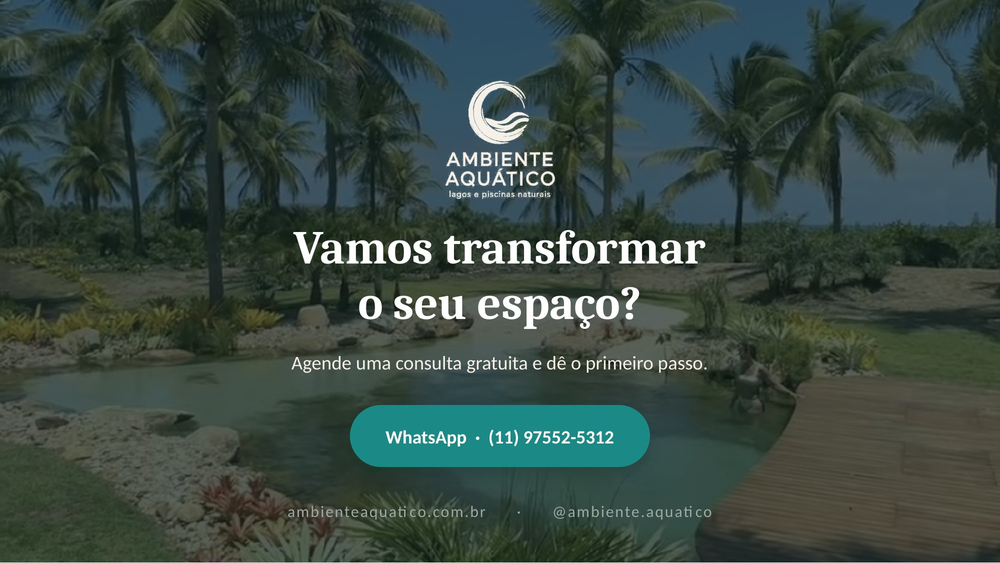 AMBIENTE
AQUÁTICO
lagos e piscinas naturais
Vamos transformar
o seu espaço?
Agende uma consulta gratuita e dê o primeiro passo.
WhatsApp · (11) 97552-5312
ambienteaquatico.com.br · @ambiente.aquatico